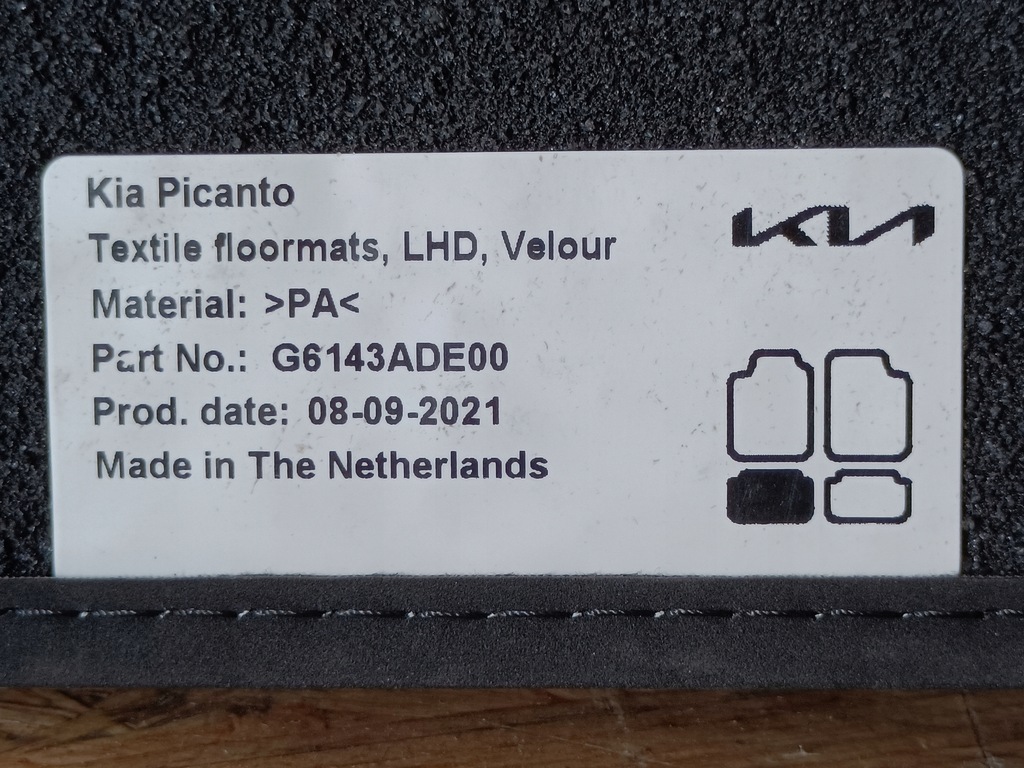 Kia Picanto
KIA
Textile floormats, LHD, Velour
Material: >PA<
Part No.: G6143ADE00
Prod. date: 08-09-2021
Made in The Netherlands